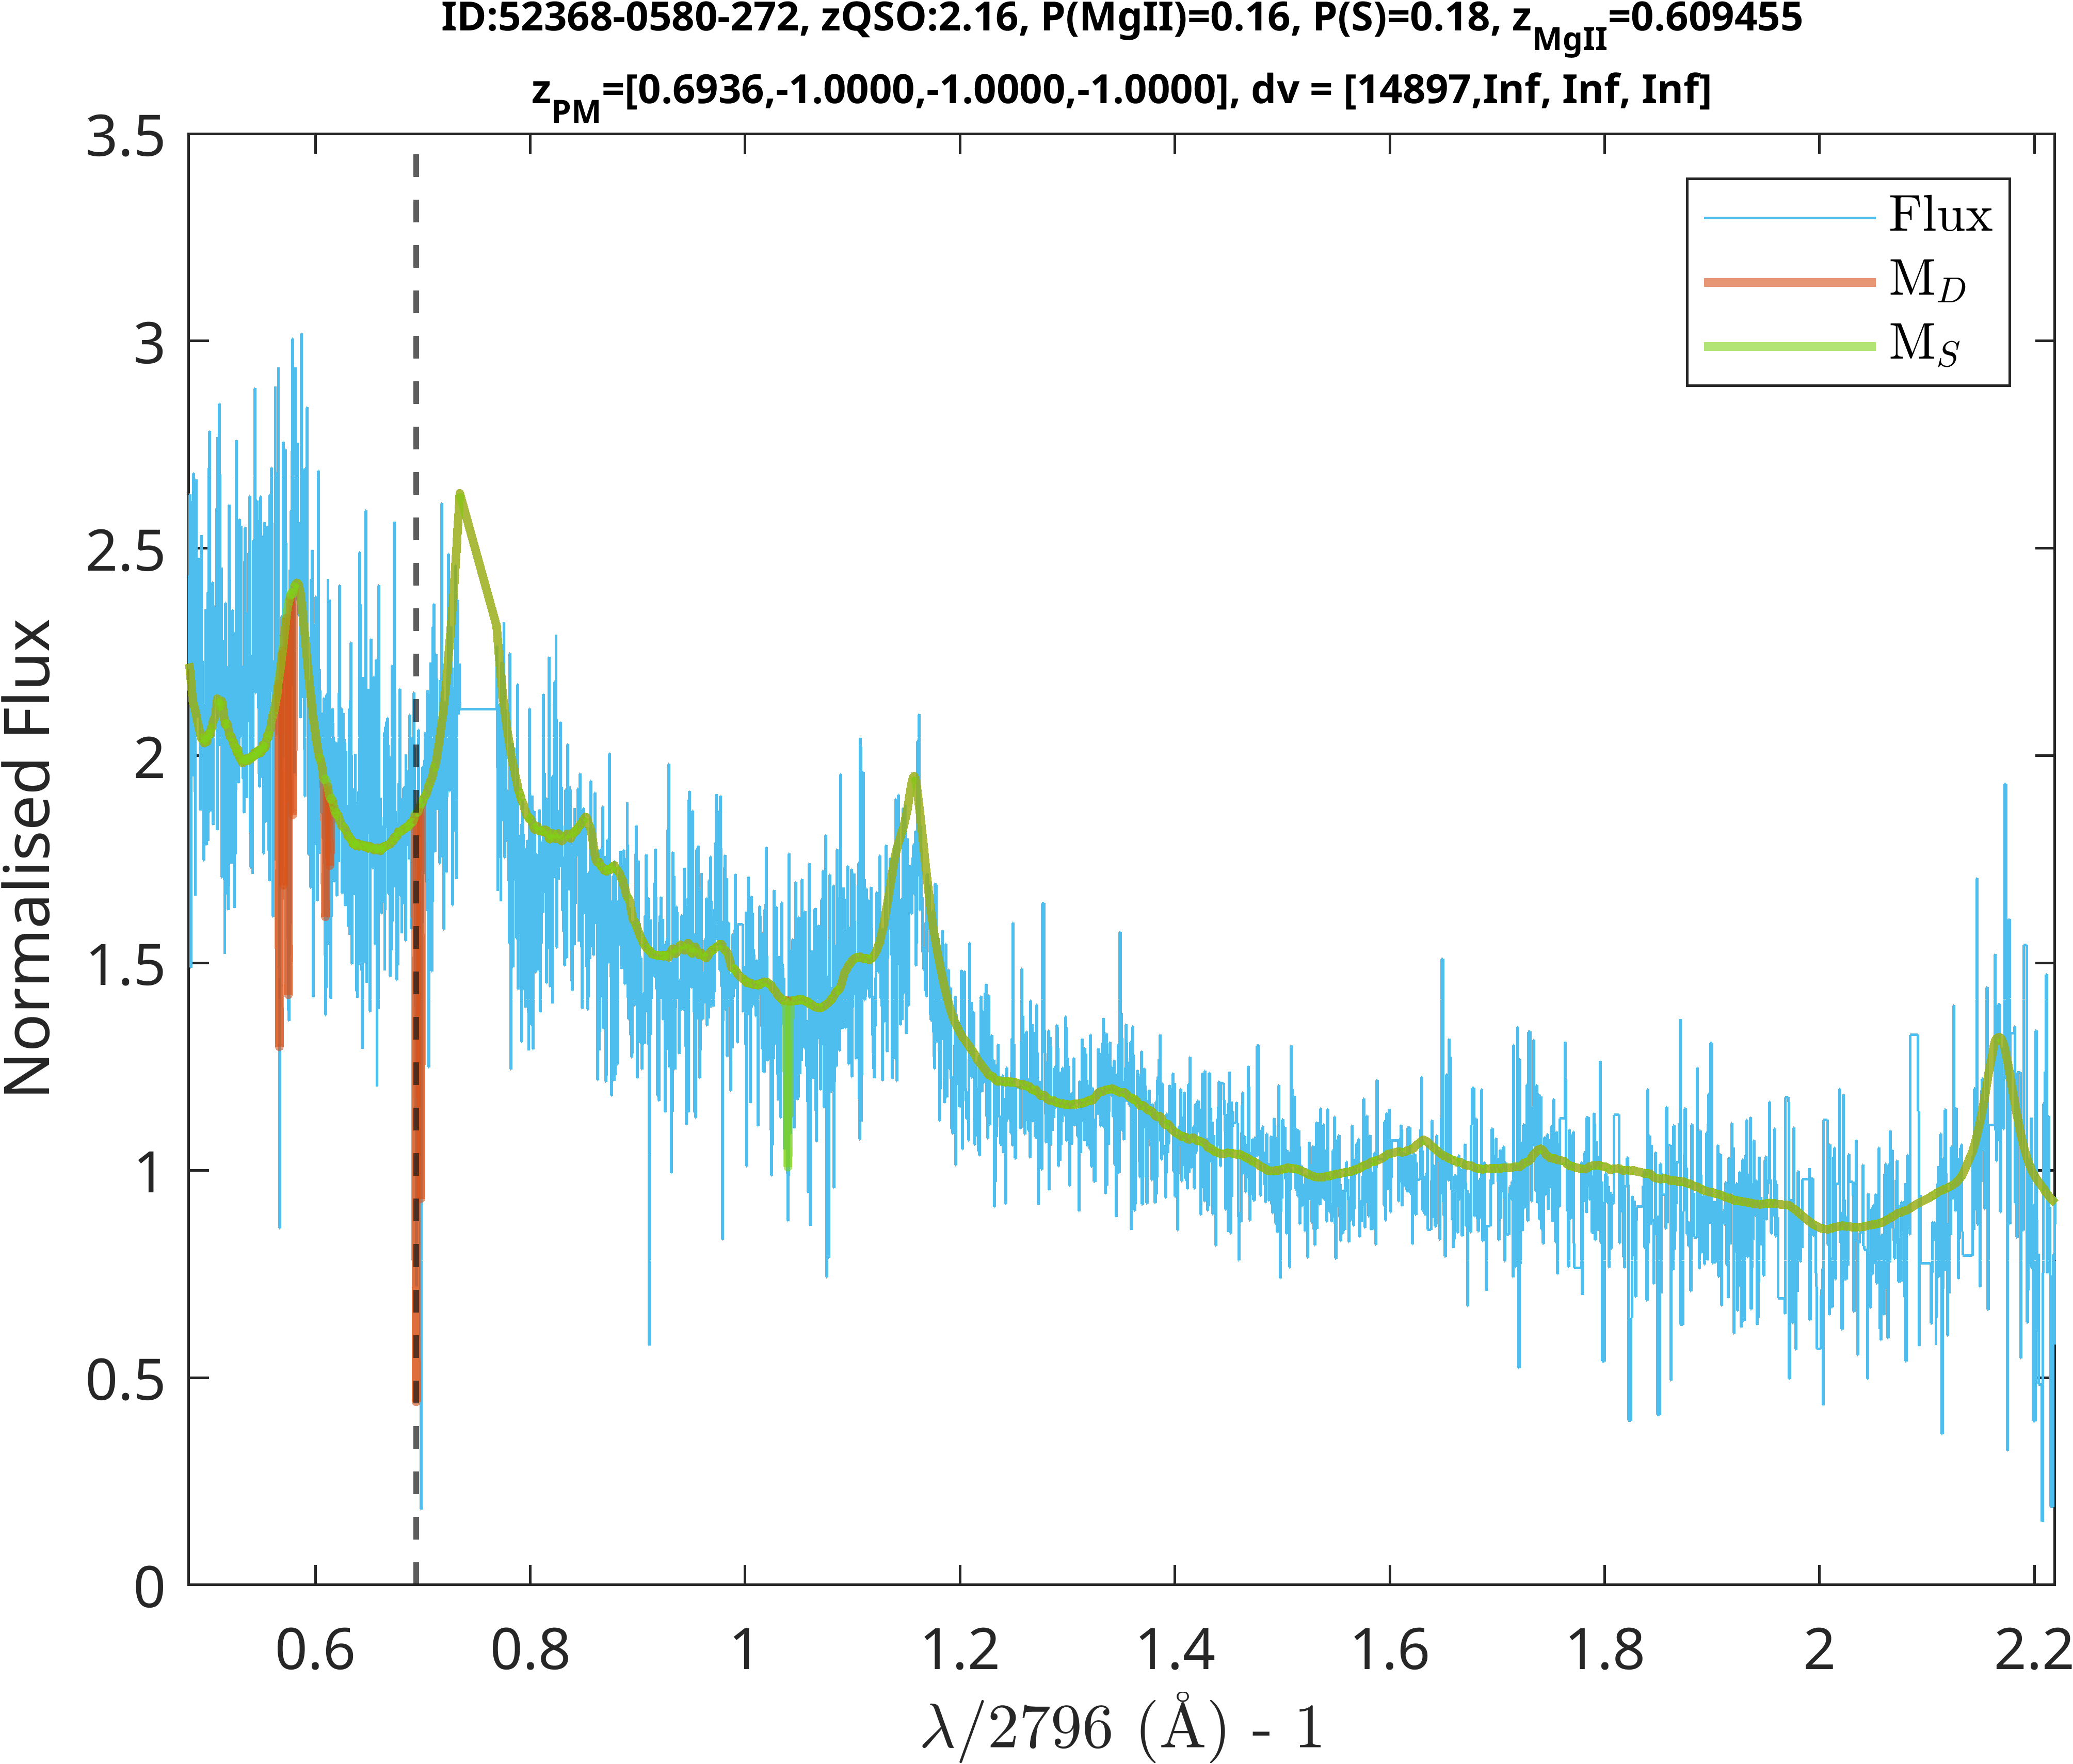 ID:52368-0580-272, zQSO:2.16, P(MgII)=0.16, P(S)=0.18, zMgII=0.609455
zPM=[0.6936,-1.0000,-1.0000,-1.0000], dv = [14897,Inf, Inf, Inf]
3.5
3
2.5
2
1.5
1
0.5
0
Normalised Flux
Flux
MD
MS
0.6
0.8
1
1.2
1.4
1.6
1.8
2
2.2
λ/2796 (Å) - 1